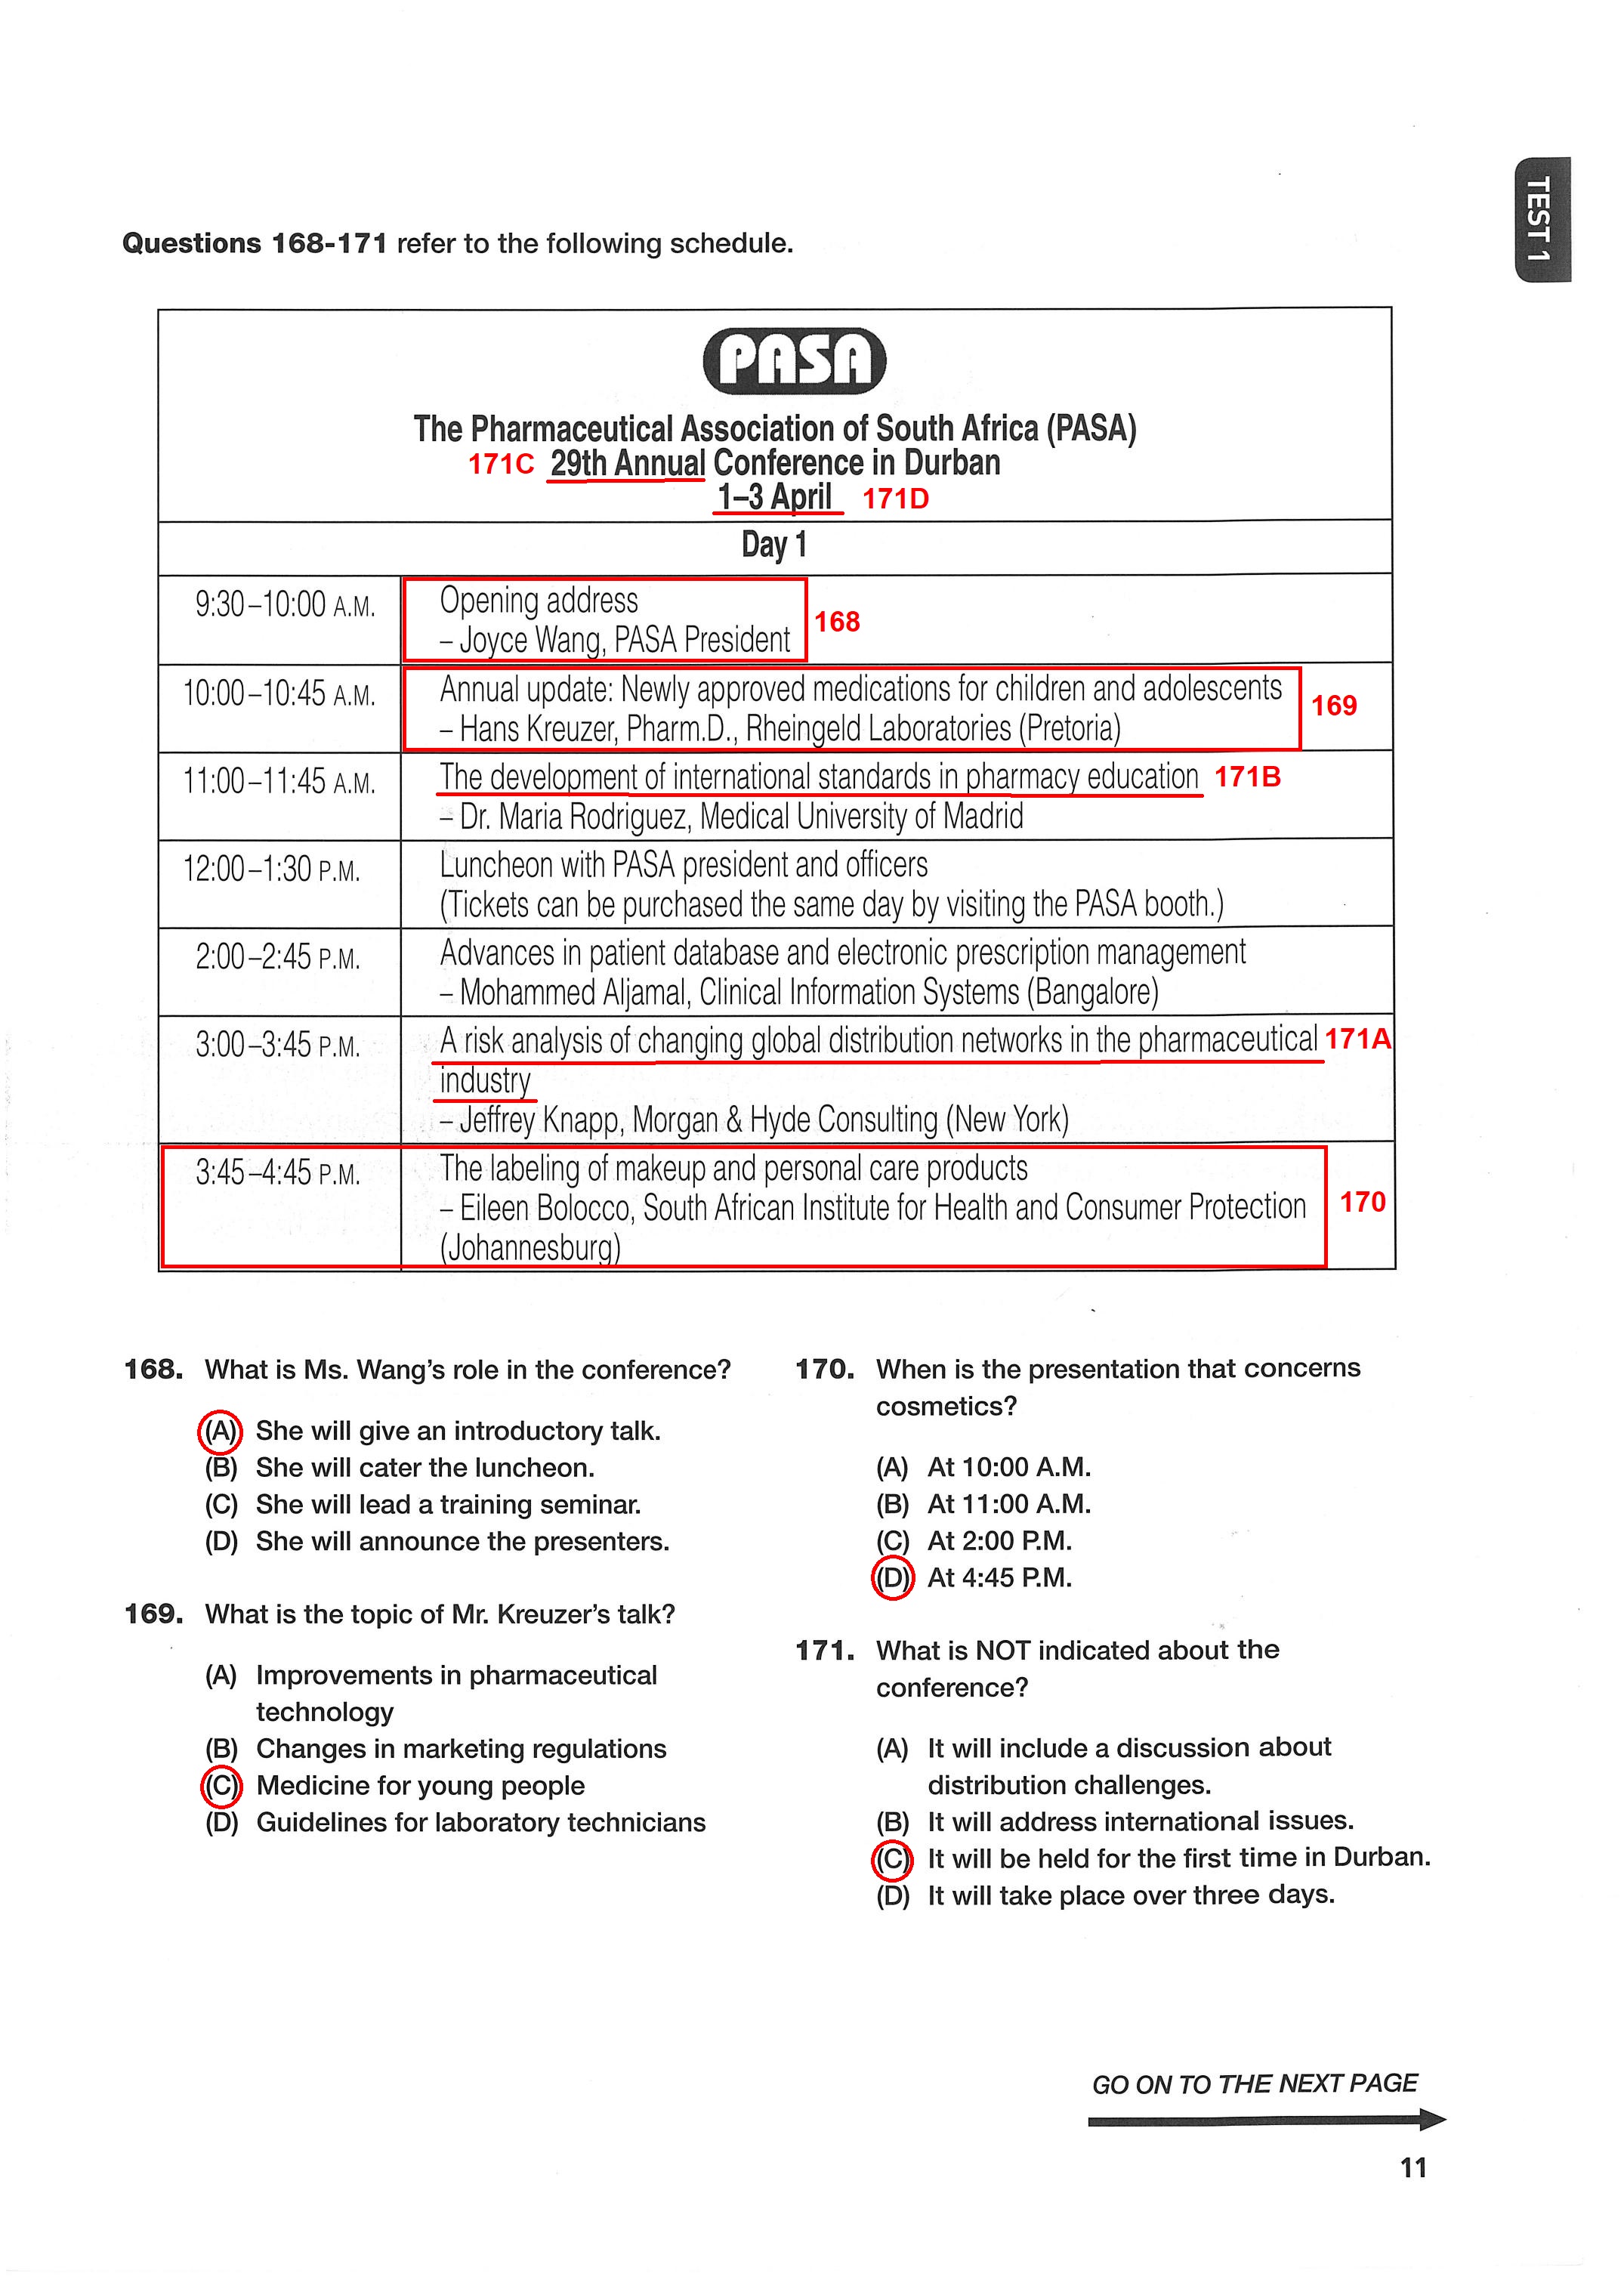 TEST 1
Questions 168-171 refer to the following schedule.
PASA
The Pharmaceutical Association of South Africa (PASA)
171C 29th Annual Conference in Durban
1–3 April 171D
Day 1
9:30–10:00 A.M. Opening address
– Joyce Wang, PASA President 168
10:00–10:45 A.M. Annual update: Newly approved medications for children and adolescents
– Hans Kreuzer, Pharm.D., Rheingeld Laboratories (Pretoria) 169
11:00–11:45 A.M. The development of international standards in pharmacy education 171B
– Dr. Maria Rodriguez, Medical University of Madrid
12:00–1:30 P.M. Luncheon with PASA president and officers
(Tickets can be purchased the same day by visiting the PASA booth.)
2:00–2:45 P.M. Advances in patient database and electronic prescription management
– Mohammed Aljamal, Clinical Information Systems (Bangalore)
3:00–3:45 P.M. A risk analysis of changing global distribution networks in the pharmaceutical 171A
industry
– Jeffrey Knapp, Morgan & Hyde Consulting (New York)
3:45–4:45 P.M. The labeling of makeup and personal care products
– Eileen Bolocco, South African Institute for Health and Consumer Protection 170
(Johannesburg)
168. What is Ms. Wang's role in the conference?
(A) She will give an introductory talk.
(B) She will cater the luncheon.
(C) She will lead a training seminar.
(D) She will announce the presenters.
169. What is the topic of Mr. Kreuzer's talk?
(A) Improvements in pharmaceutical
technology
(B) Changes in marketing regulations
(C) Medicine for young people
(D) Guidelines for laboratory technicians
170. When is the presentation that concerns
cosmetics?
(A) At 10:00 A.M.
(B) At 11:00 A.M.
(C) At 2:00 P.M.
(D) At 4:45 P.M.
171. What is NOT indicated about the
conference?
(A) It will include a discussion about
distribution challenges.
(B) It will address international issues.
(C) It will be held for the first time in Durban.
(D) It will take place over three days.
GO ON TO THE NEXT PAGE
11